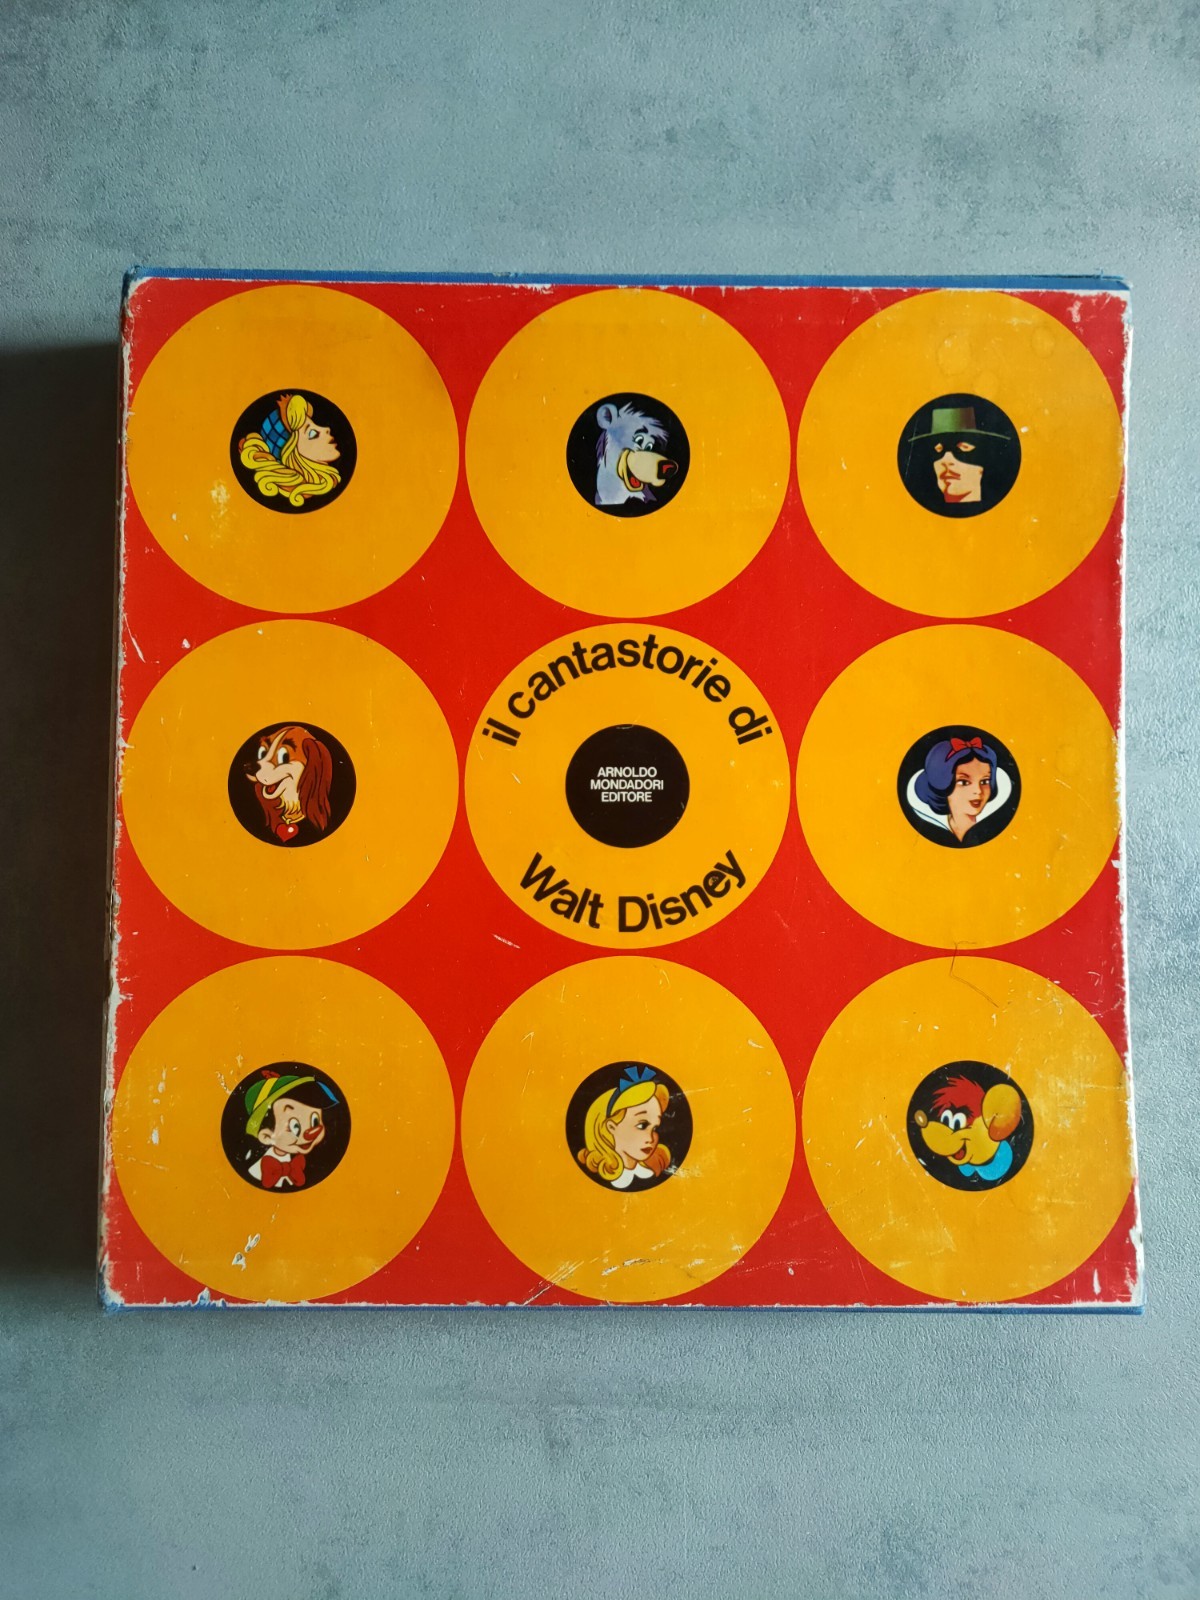 il cantastorie di
ARNOLDO
MONDADORI
EDITORE
Walt Disney